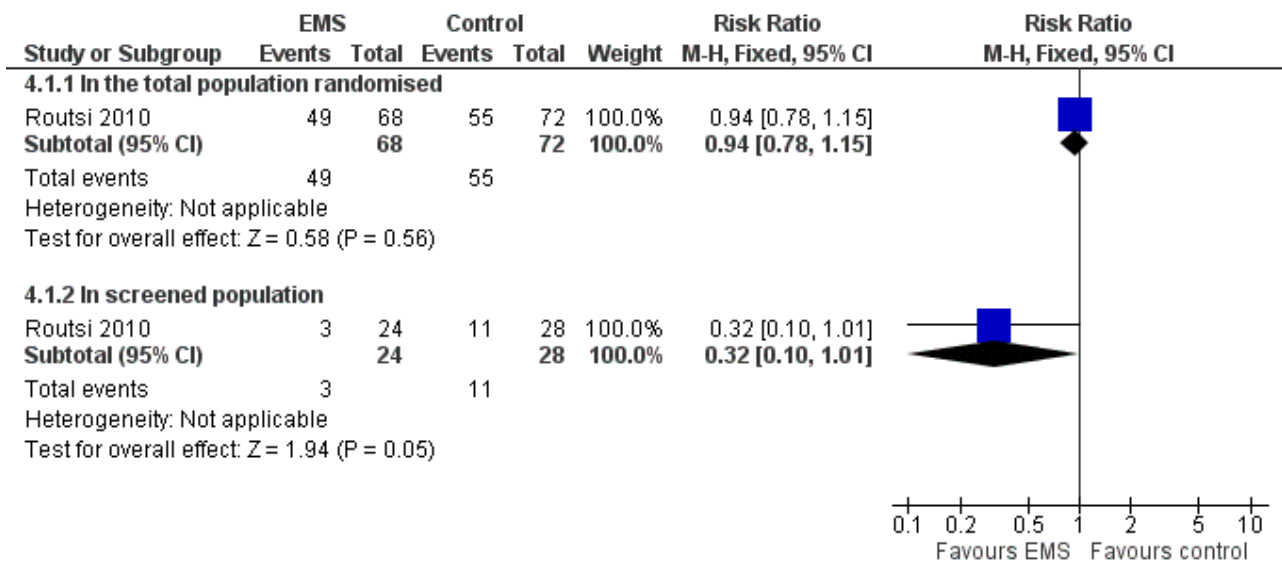 EMS Control Risk Ratio Risk Ratio
Study or Subgroup Events Total Events Total Weight M-H, Fixed, 95% CI M-H, Fixed, 95% CI
4.1.1 In the total population randomised
Routsi 2010 49 68 55 72 100.0% 0.94 [0.78, 1.15]
Subtotal (95% CI) 68 72 100.0% 0.94 [0.78, 1.15]
Total events 49 55
Heterogeneity: Not applicable
Test for overall effect: Z = 0.58 (P = 0.56)
4.1.2 In screened population
Routsi 2010 3 24 11 28 100.0% 0.32 [0.10, 1.01]
Subtotal (95% CI) 24 28 100.0% 0.32 [0.10, 1.01]
Total events 3 11
Heterogeneity: Not applicable
Test for overall effect: Z = 1.94 (P = 0.05)
0.1 0.2 0.5 1 2 5 10
Favours EMS Favours control